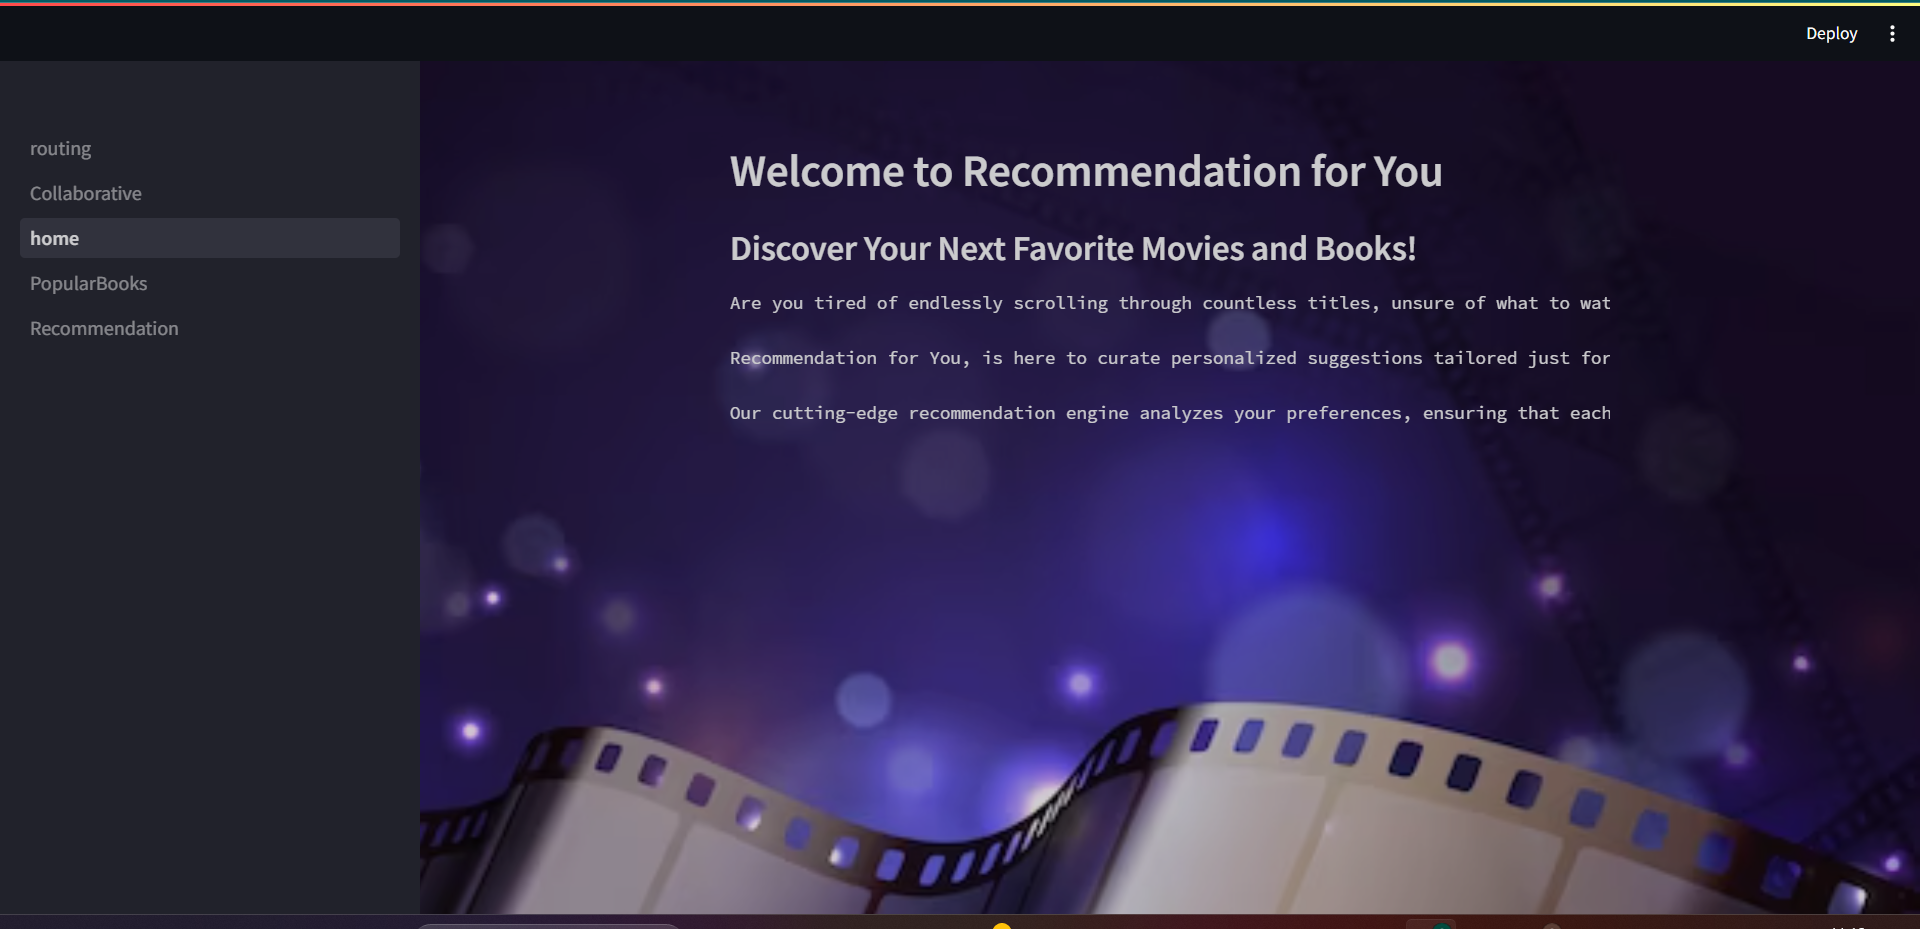 Deploy
routing
Collaborative
home
PopularBooks
Recommendation
Welcome to Recommendation for You
Discover Your Next Favorite Movies and Books!
Are you tired of endlessly scrolling through countless titles, unsure of what to wat
Recommendation for You, is here to curate personalized suggestions tailored just for
Our cutting-edge recommendation engine analyzes your preferences, ensuring that each